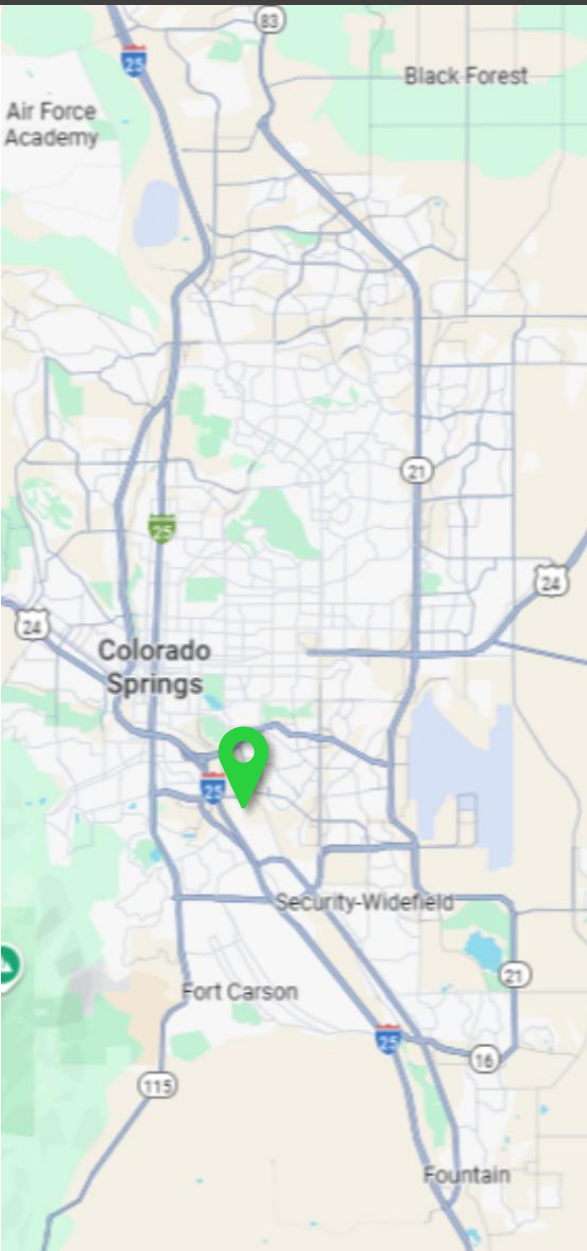 83
25
Black Forest
Air Force
Academy
21
25
24
24
Colorado
Springs
25
Security-Widefield
21
Fort Carson
25
16
115
Fountain